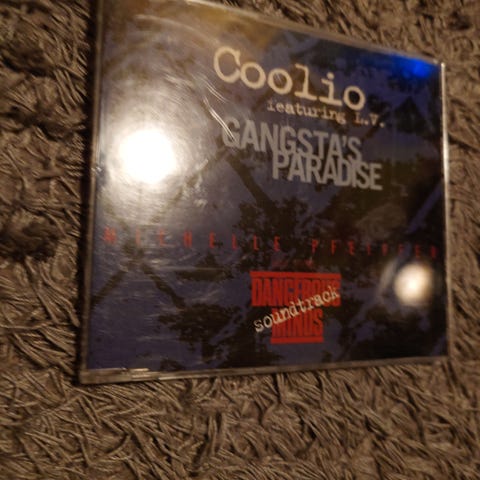 Coolio
featuring L.V.
GANGSTA'S
PARADISE
MICHELLE PFEIFFER
DANGEROUS
soundtrack
MINDS